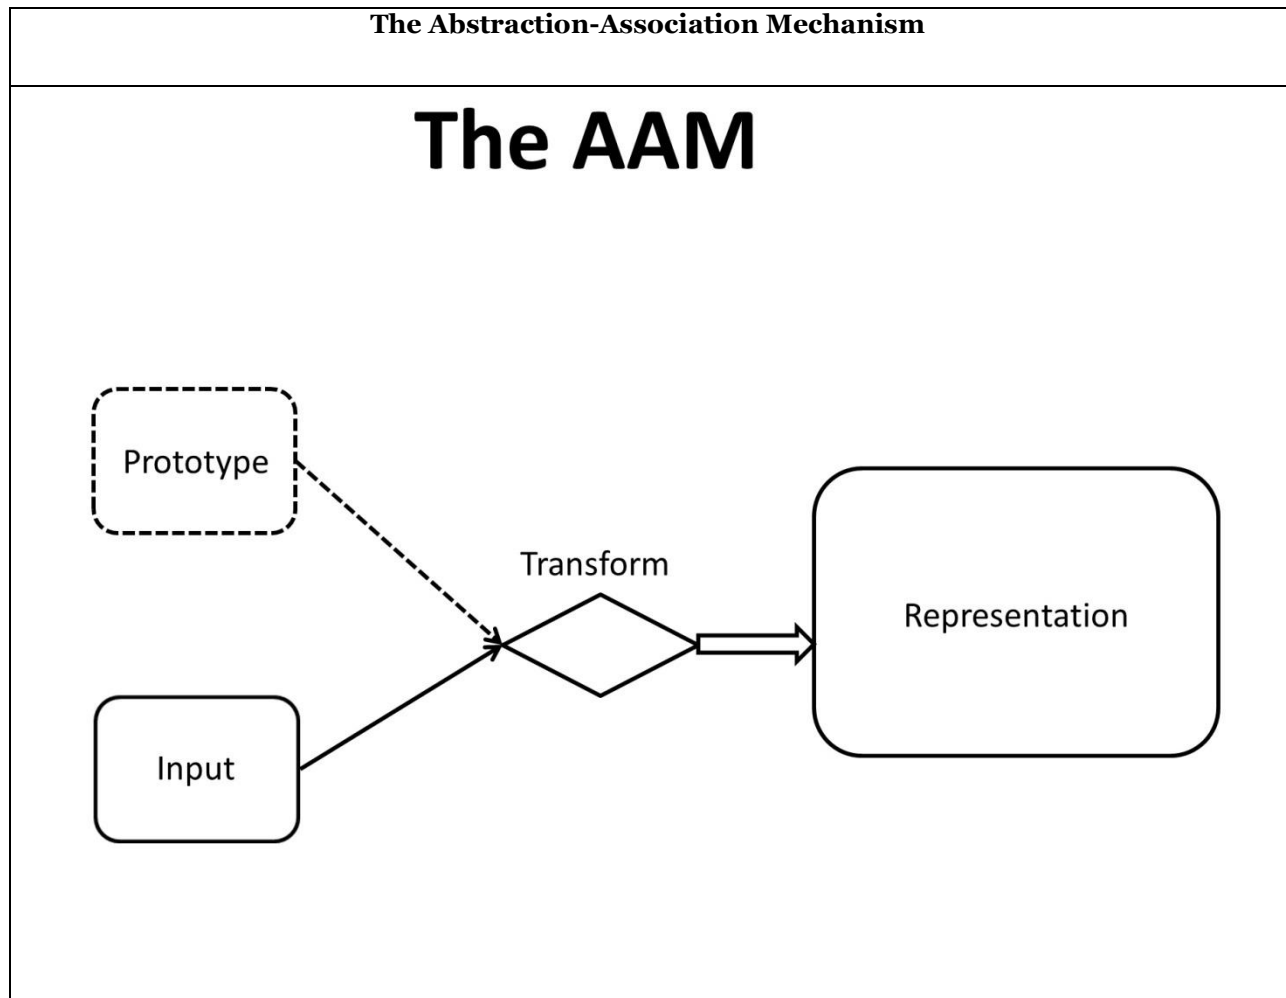 The Abstraction-Association Mechanism
The AAM
Prototype
Transform
Representation
Input